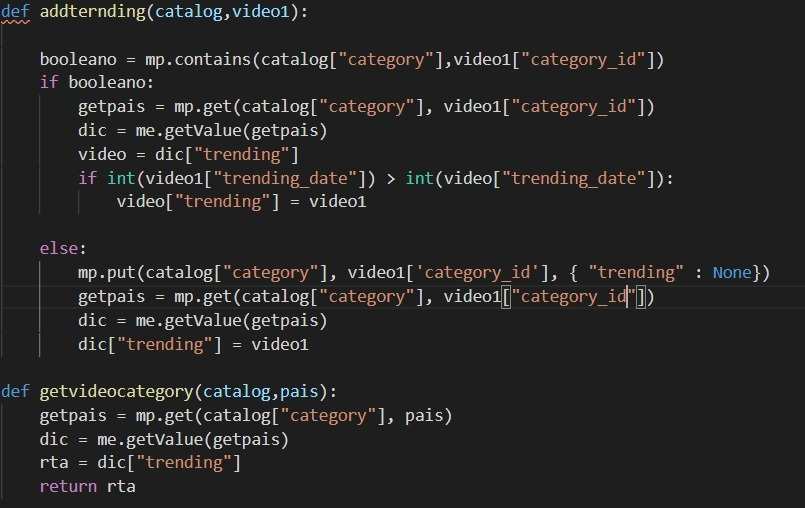 def addternding(catalog,video1):
booleano = mp.contains(catalog["category"],video1["category_id"])
if booleano:
getpais = mp.get(catalog["category"], video1["category_id"])
dic = me.getValue(getpais)
video = dic["trending"]
if int(video1["trending_date"]) > int(video["trending_date"]):
video["trending"] = video1
else:
mp.put(catalog["category"], video1['category_id'], { "trending" : None})
getpais = mp.get(catalog["category"], video1["category_id"])
dic = me.getValue(getpais)
dic["trending"] = video1
def getvideocategory(catalog,pais):
getpais = mp.get(catalog["category"], pais)
dic = me.getValue(getpais)
rta = dic["trending"]
return rta